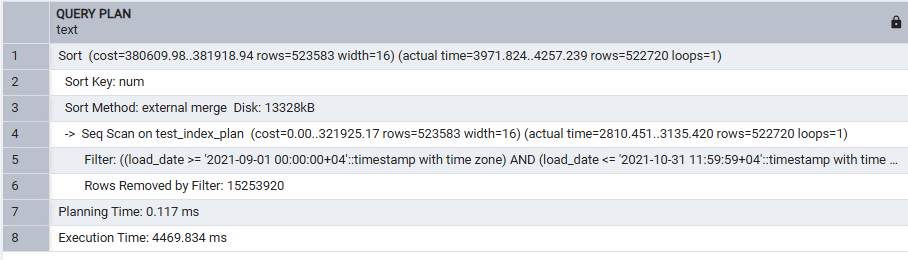 QUERY PLAN
text
1 Sort (cost=380609.98..381918.94 rows=523583 width=16) (actual time=3971.824..4257.239 rows=522720 loops=1)
2 Sort Key: num
3 Sort Method: external merge Disk: 13328kB
4 -> Seq Scan on test_index_plan (cost=0.00..321925.17 rows=523583 width=16) (actual time=2810.451..3135.420 rows=522720 loops=1)
5 Filter: ((load_date >= '2021-09-01 00:00:00+04'::timestamp with time zone) AND (load_date <= '2021-10-31 11:59:59+04'::timestamp with time ...
6 Rows Removed by Filter: 15253920
7 Planning Time: 0.117 ms
8 Execution Time: 4469.834 ms